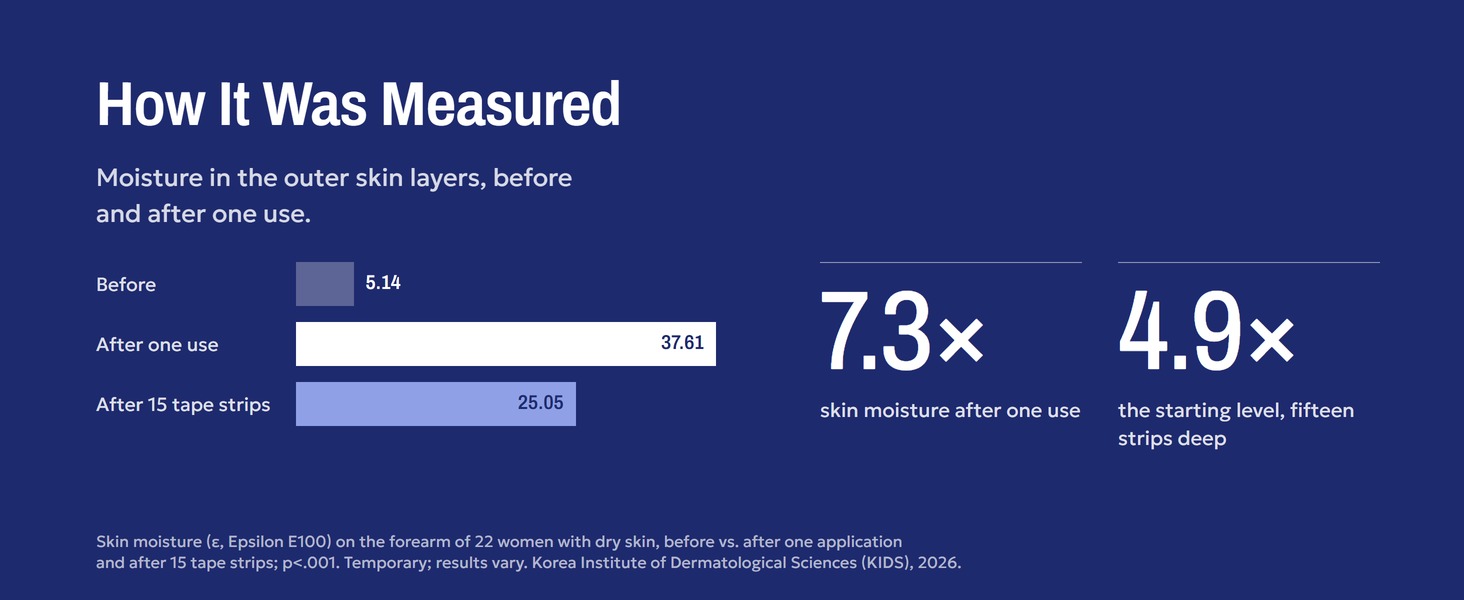 How It Was Measured
Moisture in the outer skin layers, before
and after one use.
Before
5.14
After one use
37.61
After 15 tape strips
25.05
7.3×
skin moisture after one use
4.9×
the starting level, fifteen
strips deep
Skin moisture (ε, Epsilon E100) on the forearm of 22 women with dry skin, before vs. after one application
and after 15 tape strips; p<.001. Temporary; results vary. Korea Institute of Dermatological Sciences (KIDS), 2026.